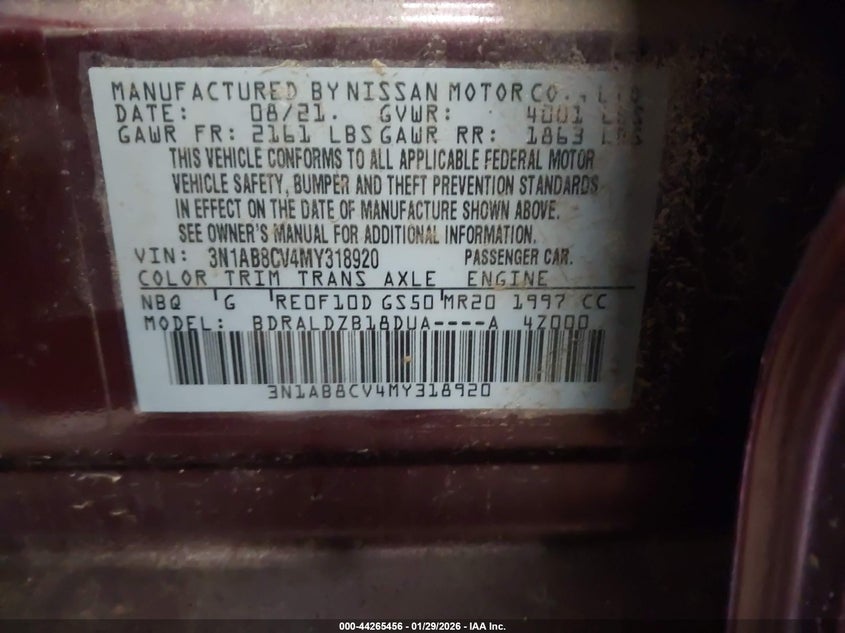 MANUFACTURED BY NISSAN MOTOR CO., LTD
DATE: 08/21. GVWR: 4001
GAWR FR: 2161 LBS GAWR RR: 1863
THIS VEHICLE CONFORMS TO ALL APPLICABLE FEDERAL MOTOR
VEHICLE SAFETY, BUMPER AND THEFT PREVENTION STANDARDS
IN EFFECT ON THE DATE OF MANUFACTURE SHOWN ABOVE.
SEE OWNER'S MANUAL FOR ADDITIONAL INFORMATION.
VIN: 3N1AB8CV4MY318920 PASSENGER CAR.
COLOR TRIM TRANS AXLE ENGINE
NBQ G RE0F10D GS50 MR20 1997 CC
MODEL: BDRALDZB18DUA----A 4Z000
3N1AB8CV4MY318920
000-44265456 - 01/29/2026 - IAA Inc.